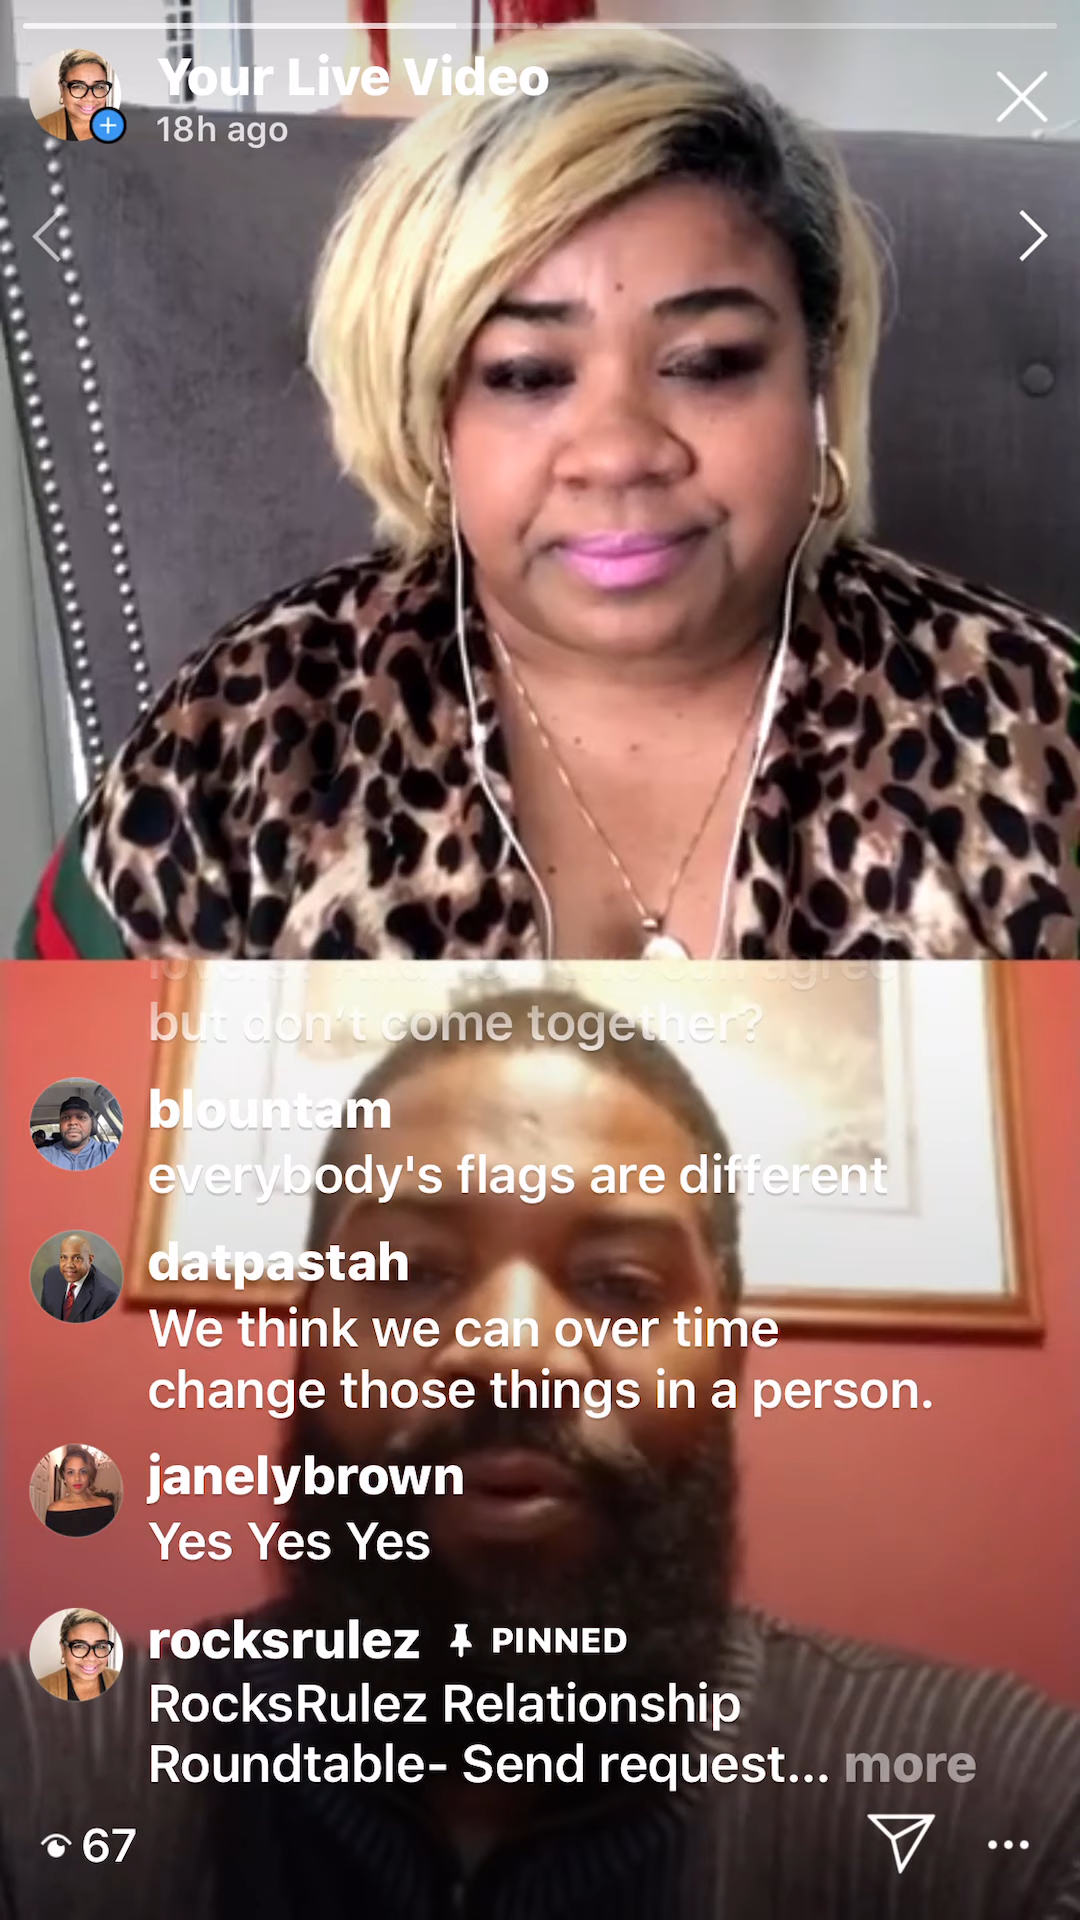 Your Live Video
18h ago
but don't come together?
blountam
everybody's flags are different
datpastah
We think we can over time
change those things in a person.
janelybrown
Yes Yes Yes
rocksrulez PINNED
RocksRulez Relationship
Roundtable- Send request... more
67